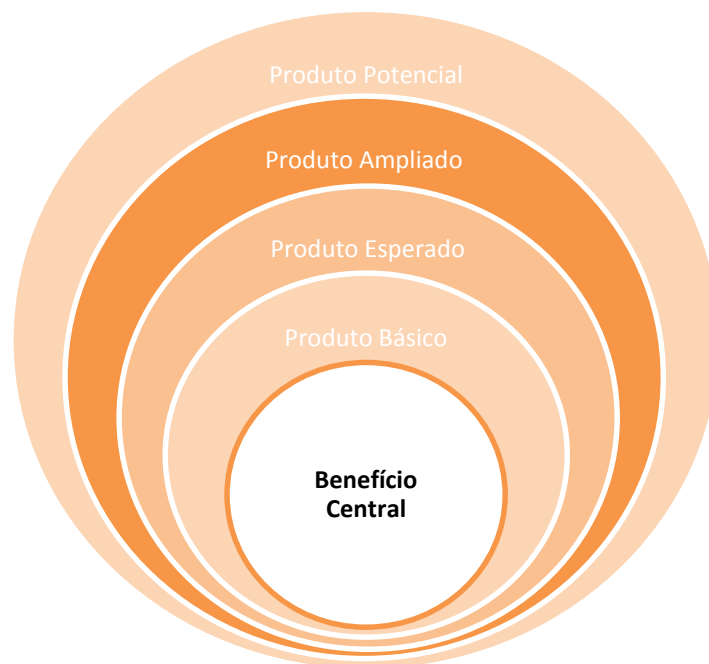 Produto Potencial
Produto Ampliado
Produto Esperado
Produto Básico
Benefício
Central